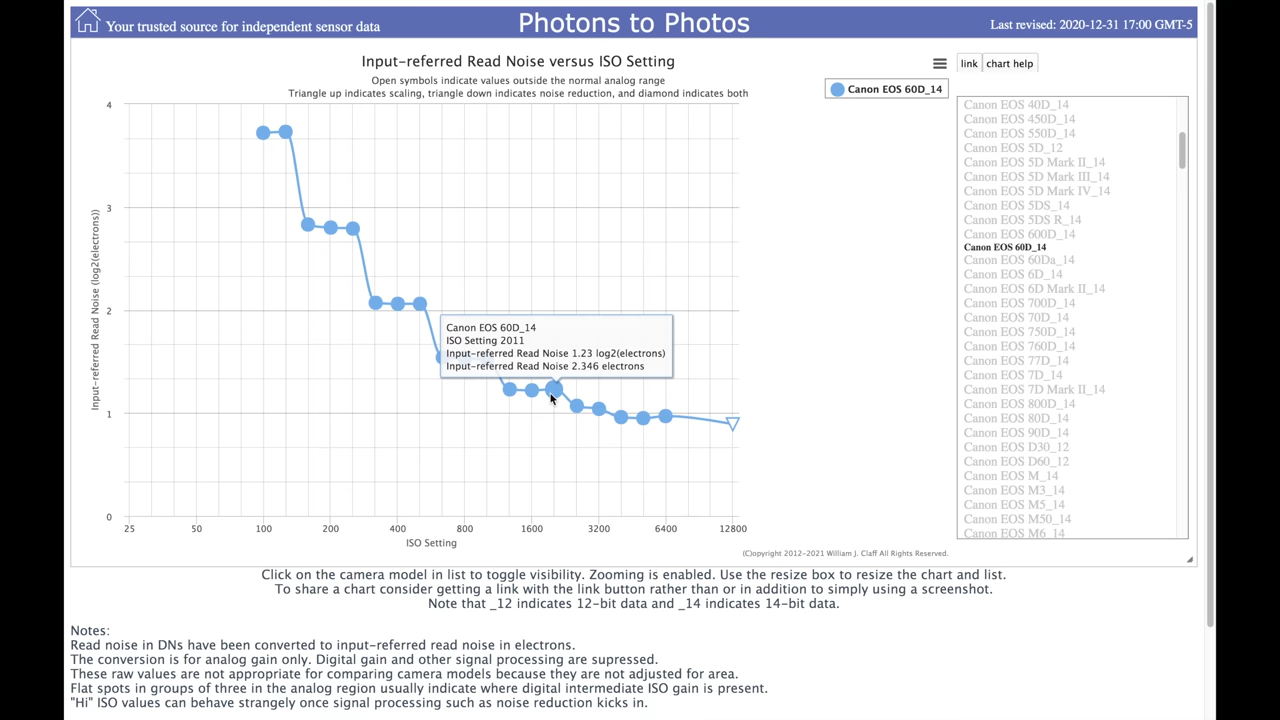 Your trusted source for independent sensor data
Photons to Photos
Last revised: 2020-12-31 17:00 GMT-5
Input-referred Read Noise versus ISO Setting
Open symbols indicate values outside the normal analog range
Triangle up indicates scaling, triangle down indicates noise reduction, and diamond indicates both
link
chart help
Canon EOS 60D_14
4
3
2
1
0
Input-referred Read Noise (log2(electrons))
Canon EOS 60D_14
ISO Setting 2011
Input-referred Read Noise 1.23 log2(electrons)
Input-referred Read Noise 2.346 electrons
25
50
100
200
400
800
1600
3200
6400
12800
ISO Setting
(C)opyright 2012-2021 William J. Claff All Rights Reserved.
Canon EOS 40D_14
Canon EOS 450D_14
Canon EOS 550D_14
Canon EOS 5D_12
Canon EOS 5D Mark II_14
Canon EOS 5D Mark III_14
Canon EOS 5D Mark IV_14
Canon EOS 5DS_14
Canon EOS 5DS R_14
Canon EOS 600D_14
Canon EOS 60D_14
Canon EOS 60Da_14
Canon EOS 6D_14
Canon EOS 6D Mark II_14
Canon EOS 700D_14
Canon EOS 70D_14
Canon EOS 750D_14
Canon EOS 760D_14
Canon EOS 77D_14
Canon EOS 7D_14
Canon EOS 7D Mark II_14
Canon EOS 800D_14
Canon EOS 80D_14
Canon EOS 90D_14
Canon EOS D30_12
Canon EOS D60_12
Canon EOS M_14
Canon EOS M3_14
Canon EOS M5_14
Canon EOS M50_14
Canon EOS M6_14
Click on the camera model in list to toggle visibility. Zooming is enabled. Use the resize box to resize the chart and list.
To share a chart consider getting a link with the link button rather than or in addition to simply using a screenshot.
Note that _12 indicates 12-bit data and _14 indicates 14-bit data.
Notes:
Read noise in DNs have been converted to input-referred read noise in electrons.
The conversion is for analog gain only. Digital gain and other signal processing are supressed.
These raw values are not appropriate for comparing camera models because they are not adjusted for area.
Flat spots in groups of three in the analog region usually indicate where digital intermediate ISO gain is present.
"Hi" ISO values can behave strangely once signal processing such as noise reduction kicks in.